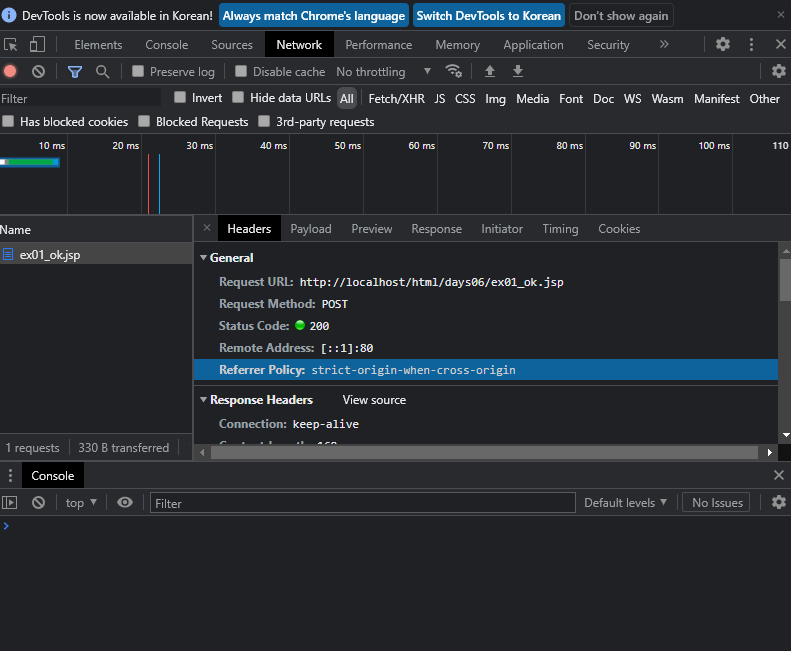 DevTools is now available in Korean! Always match Chrome's language Switch DevTools to Korean Don't show again
Elements Console Sources Network Performance Memory Application Security
Preserve log Disable cache No throttling
Filter Invert Hide data URLs All Fetch/XHR JS CSS Img Media Font Doc WS Wasm Manifest Other
Has blocked cookies Blocked Requests 3rd-party requests
10 ms 20 ms 30 ms 40 ms 50 ms 60 ms 70 ms 80 ms 90 ms 100 ms 110
Name
ex01_ok.jsp
1 requests 330 B transferred
Headers Payload Preview Response Initiator Timing Cookies
General
Request URL: http://localhost/html/days06/ex01_ok.jsp
Request Method: POST
Status Code: 200
Remote Address: [::1]:80
Referrer Policy: strict-origin-when-cross-origin
Response Headers View source
Connection: keep-alive
Console
top Filter Default levels No Issues